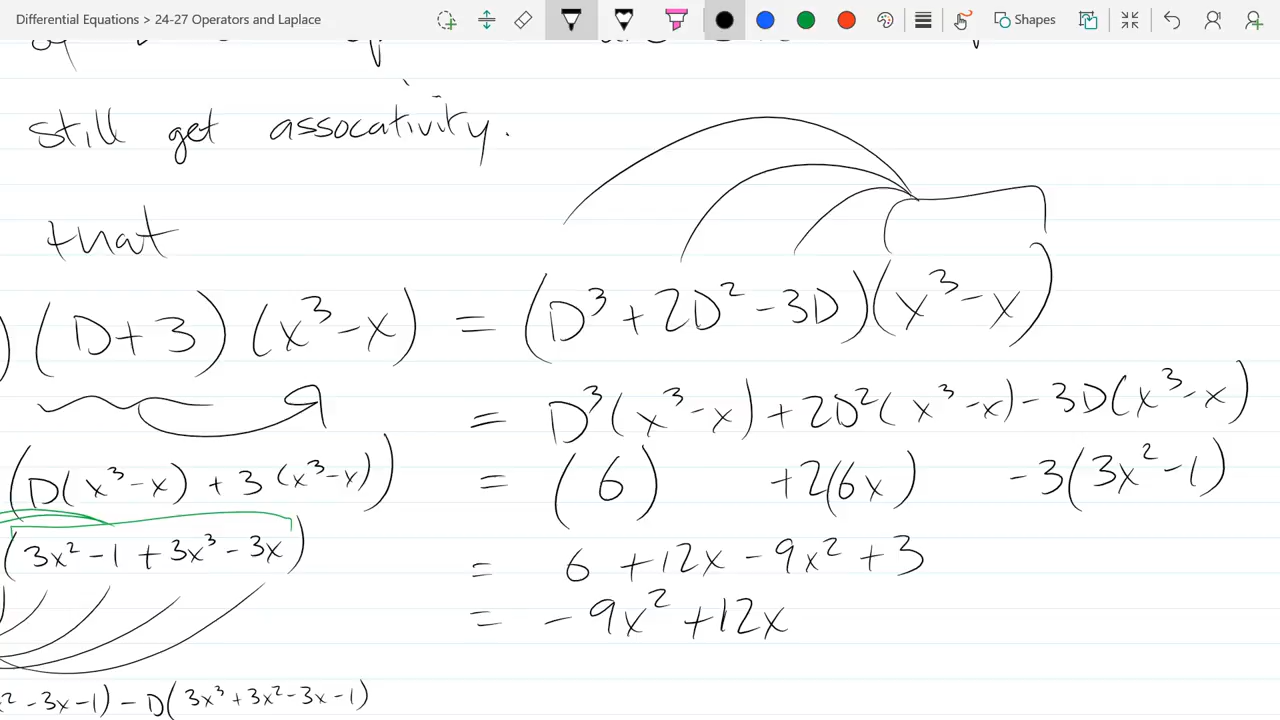 Differential Equations > 24-27 Operators and Laplace
Shapes
still get assocativity.
that
) (D+3) (x³-x) = (D³+2D²-3D)(x³-x)
= D³(x³-x)+2D²(x³-x)-3D(x³-x)
(D(x³-x) + 3(x³-x)) = (6) +2(6x) -3(3x²-1)
(3x²-1+3x³-3x) = 6 +12x-9x²+3
= -9x²+12x
² -3x-1) - D(3x³+3x²-3x-1)